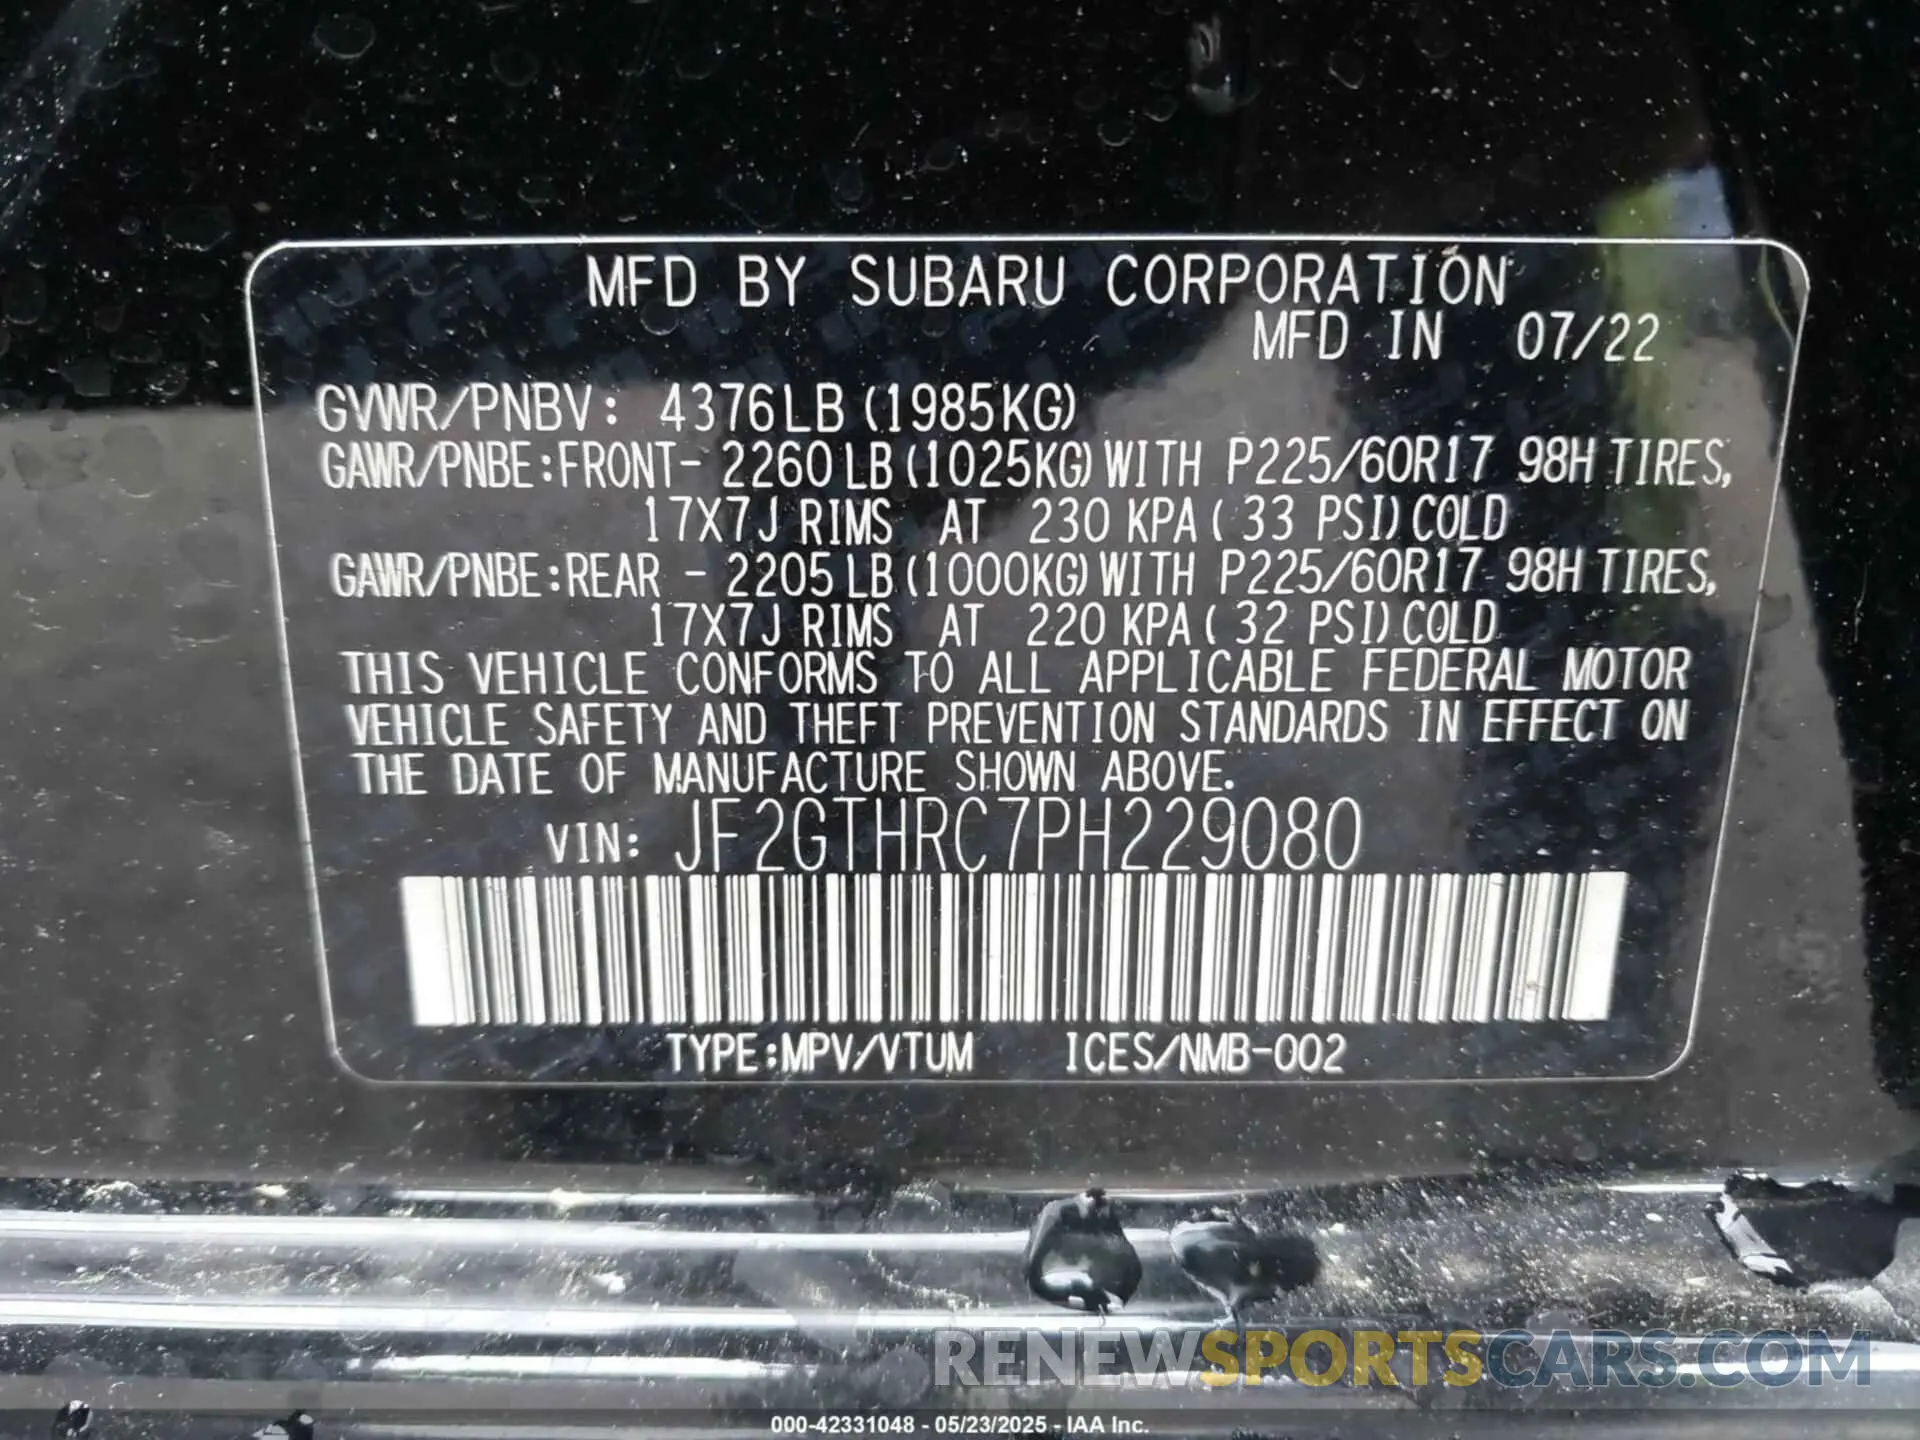 MFD BY SUBARU CORPORATION
MFD IN 07/22
GVWR/PNBV: 4376LB (1985KG)
GAWR/PNBE:FRONT- 2260 LB (1025KG) WITH P225/60R17 98H TIRES,
17X7J RIMS AT 230 KPA ( 33 PSI) COLD
GAWR/PNBE:REAR - 2205 LB (1000KG) WITH P225/60R17 98H TIRES,
17X7J RIMS AT 220 KPA ( 32 PSI) COLD
THIS VEHICLE CONFORMS TO ALL APPLICABLE FEDERAL MOTOR
VEHICLE SAFETY AND THEFT PREVENTION STANDARDS IN EFFECT ON
THE DATE OF MANUFACTURE SHOWN ABOVE.
VIN: JF2GTHRC7PH229080
TYPE:MPV/VTUM ICES/NMB-002
RENEWSPORTSCARS.COM
000-42331048 - 05/23/2025 - IAA Inc.